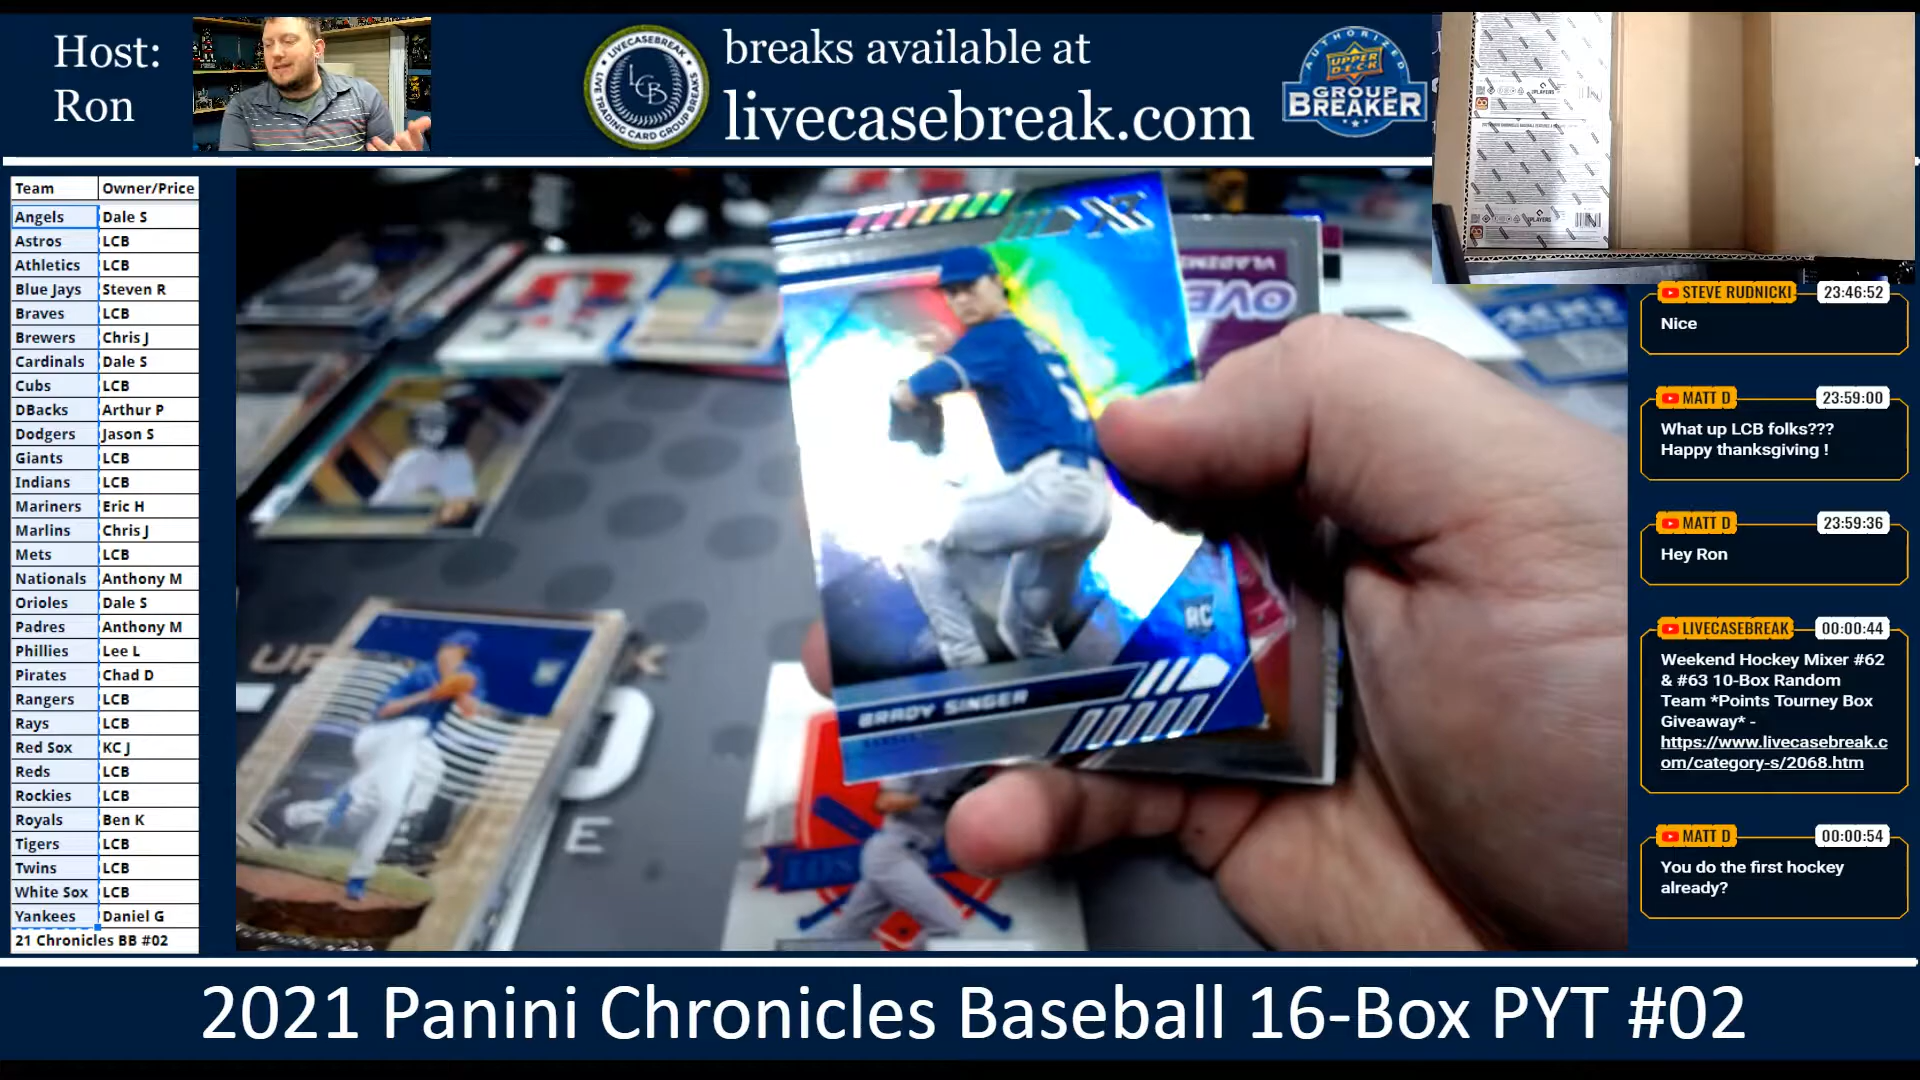 Host:
Ron
LIVECASEBREAK
LCB
LIVE TRADING CARD GROUP BREAKS
breaks available at
livecasebreak.com
AUTHORIZED
UPPER DECK
GROUP
BREAKER
Team Owner/Price
Angels Dale S
Astros LCB
Athletics LCB
Blue Jays Steven R
Braves LCB
Brewers Chris J
Cardinals Dale S
Cubs LCB
DBacks Arthur P
Dodgers Jason S
Giants LCB
Indians LCB
Mariners Eric H
Marlins Chris J
Mets LCB
Nationals Anthony M
Orioles Dale S
Padres Anthony M
Phillies Lee L
Pirates Chad D
Rangers LCB
Rays LCB
Red Sox KC J
Reds LCB
Rockies LCB
Royals Ben K
Tigers LCB
Twins LCB
White Sox LCB
Yankees Daniel G
21 Chronicles BB #02
XR
RC
BRADY SINGER
LOS
STEVE RUDNICKI 23:46:52
Nice
MATT D 23:59:00
What up LCB folks???
Happy thanksgiving !
MATT D 23:59:36
Hey Ron
LIVECASEBREAK 00:00:44
Weekend Hockey Mixer #62
& #63 10-Box Random
Team *Points Tourney Box
Giveaway* -
https://www.livecasebreak.c
om/category-s/2068.htm
MATT D 00:00:54
You do the first hockey
already?
2021 Panini Chronicles Baseball 16-Box PYT #02